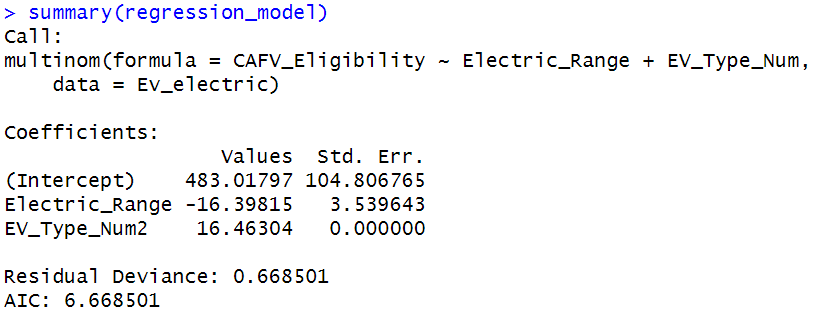 > summary(regression_model)
Call:
multinom(formula = CAFV_Eligibility ~ Electric_Range + EV_Type_Num,
    data = Ev_electric)

Coefficients:
                   Values  Std. Err.
(Intercept)     483.01797 104.806765
Electric_Range -16.39815   3.539643
EV_Type_Num2     16.46304   0.000000

Residual Deviance: 0.668501
AIC: 6.668501